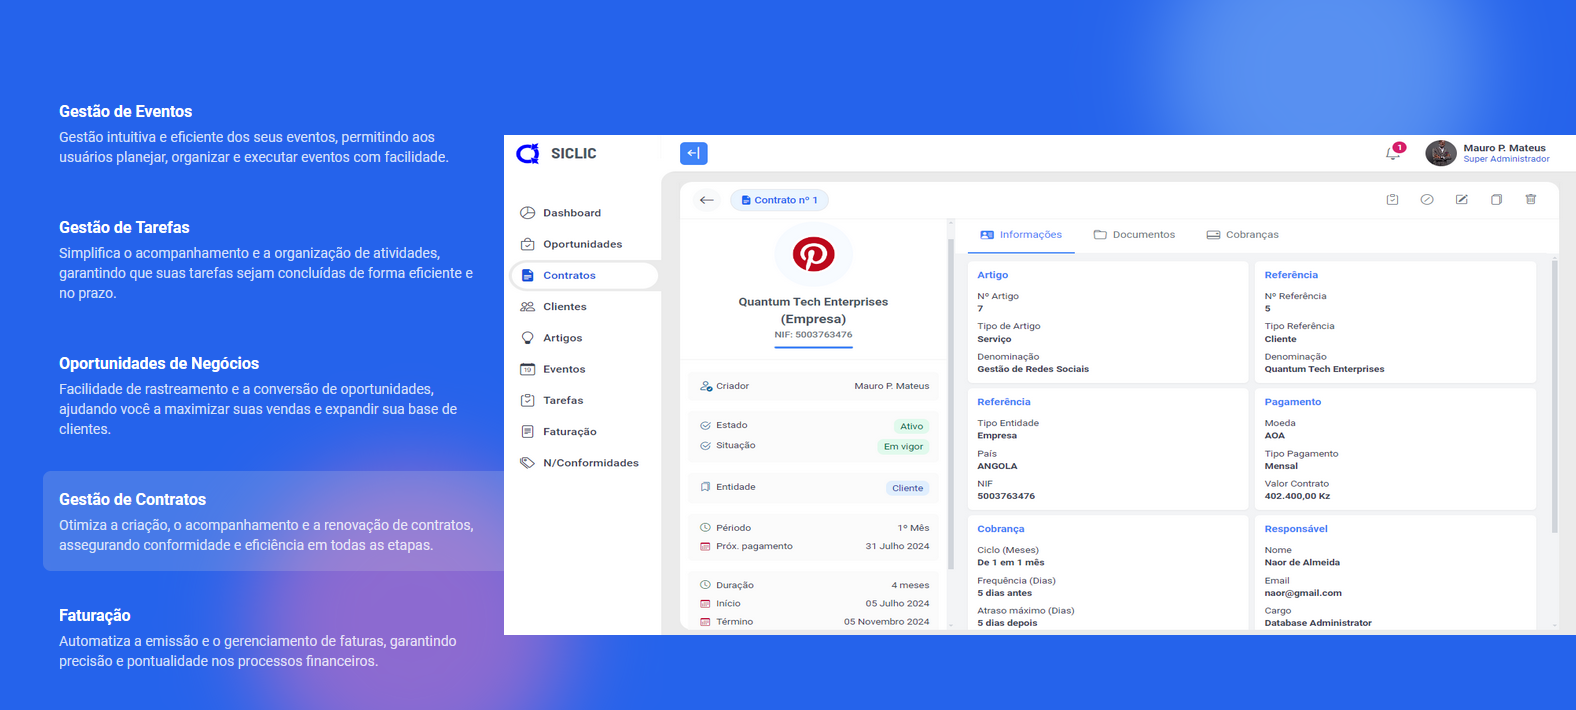 Gestão de Eventos
Gestão intuitiva e eficiente dos seus eventos, permitindo aos
usuários planejar, organizar e executar eventos com facilidade.
Gestão de Tarefas
Simplifica o acompanhamento e a organização de atividades,
garantindo que suas tarefas sejam concluídas de forma eficiente e
no prazo.
Oportunidades de Negócios
Facilidade de rastreamento e a conversão de oportunidades,
ajudando você a maximizar suas vendas e expandir sua base de
clientes.
Gestão de Contratos
Otimiza a criação, o acompanhamento e a renovação de contratos,
assegurando conformidade e eficiência em todas as etapas.
Faturação
Automatiza a emissão e o gerenciamento de faturas, garantindo
precisão e pontualidade nos processos financeiros.
SICLIC
1
Mauro P. Mateus
Super Administrador
Dashboard
Oportunidades
Contratos
Clientes
Artigos
19
Eventos
Tarefas
Faturação
N/Conformidades
Contrato nº 1
Quantum Tech Enterprises
(Empresa)
NIF: 5003763476
Criador Mauro P. Mateus
Estado Ativo
Situação Em vigor
Entidade Cliente
Périodo 1º Mês
Próx. pagamento 31 Julho 2024
Duração 4 meses
Início 05 Julho 2024
Término 05 Novembro 2024
Informações Documentos Cobranças
Artigo
Nº Artigo
7
Tipo de Artigo
Serviço
Denominação
Gestão de Redes Sociais
Referência
Nº Referência
5
Tipo Referência
Cliente
Denominação
Quantum Tech Enterprises
Referência
Tipo Entidade
Empresa
País
ANGOLA
NIF
5003763476
Pagamento
Moeda
AOA
Tipo Pagamento
Mensal
Valor Contrato
402.400,00 Kz
Cobrança
Ciclo (Meses)
De 1 em 1 mês
Frequência (Dias)
5 dias antes
Atraso máximo (Dias)
5 dias depois
Responsável
Nome
Naor de Almeida
Email
naor@gmail.com
Cargo
Database Administrator